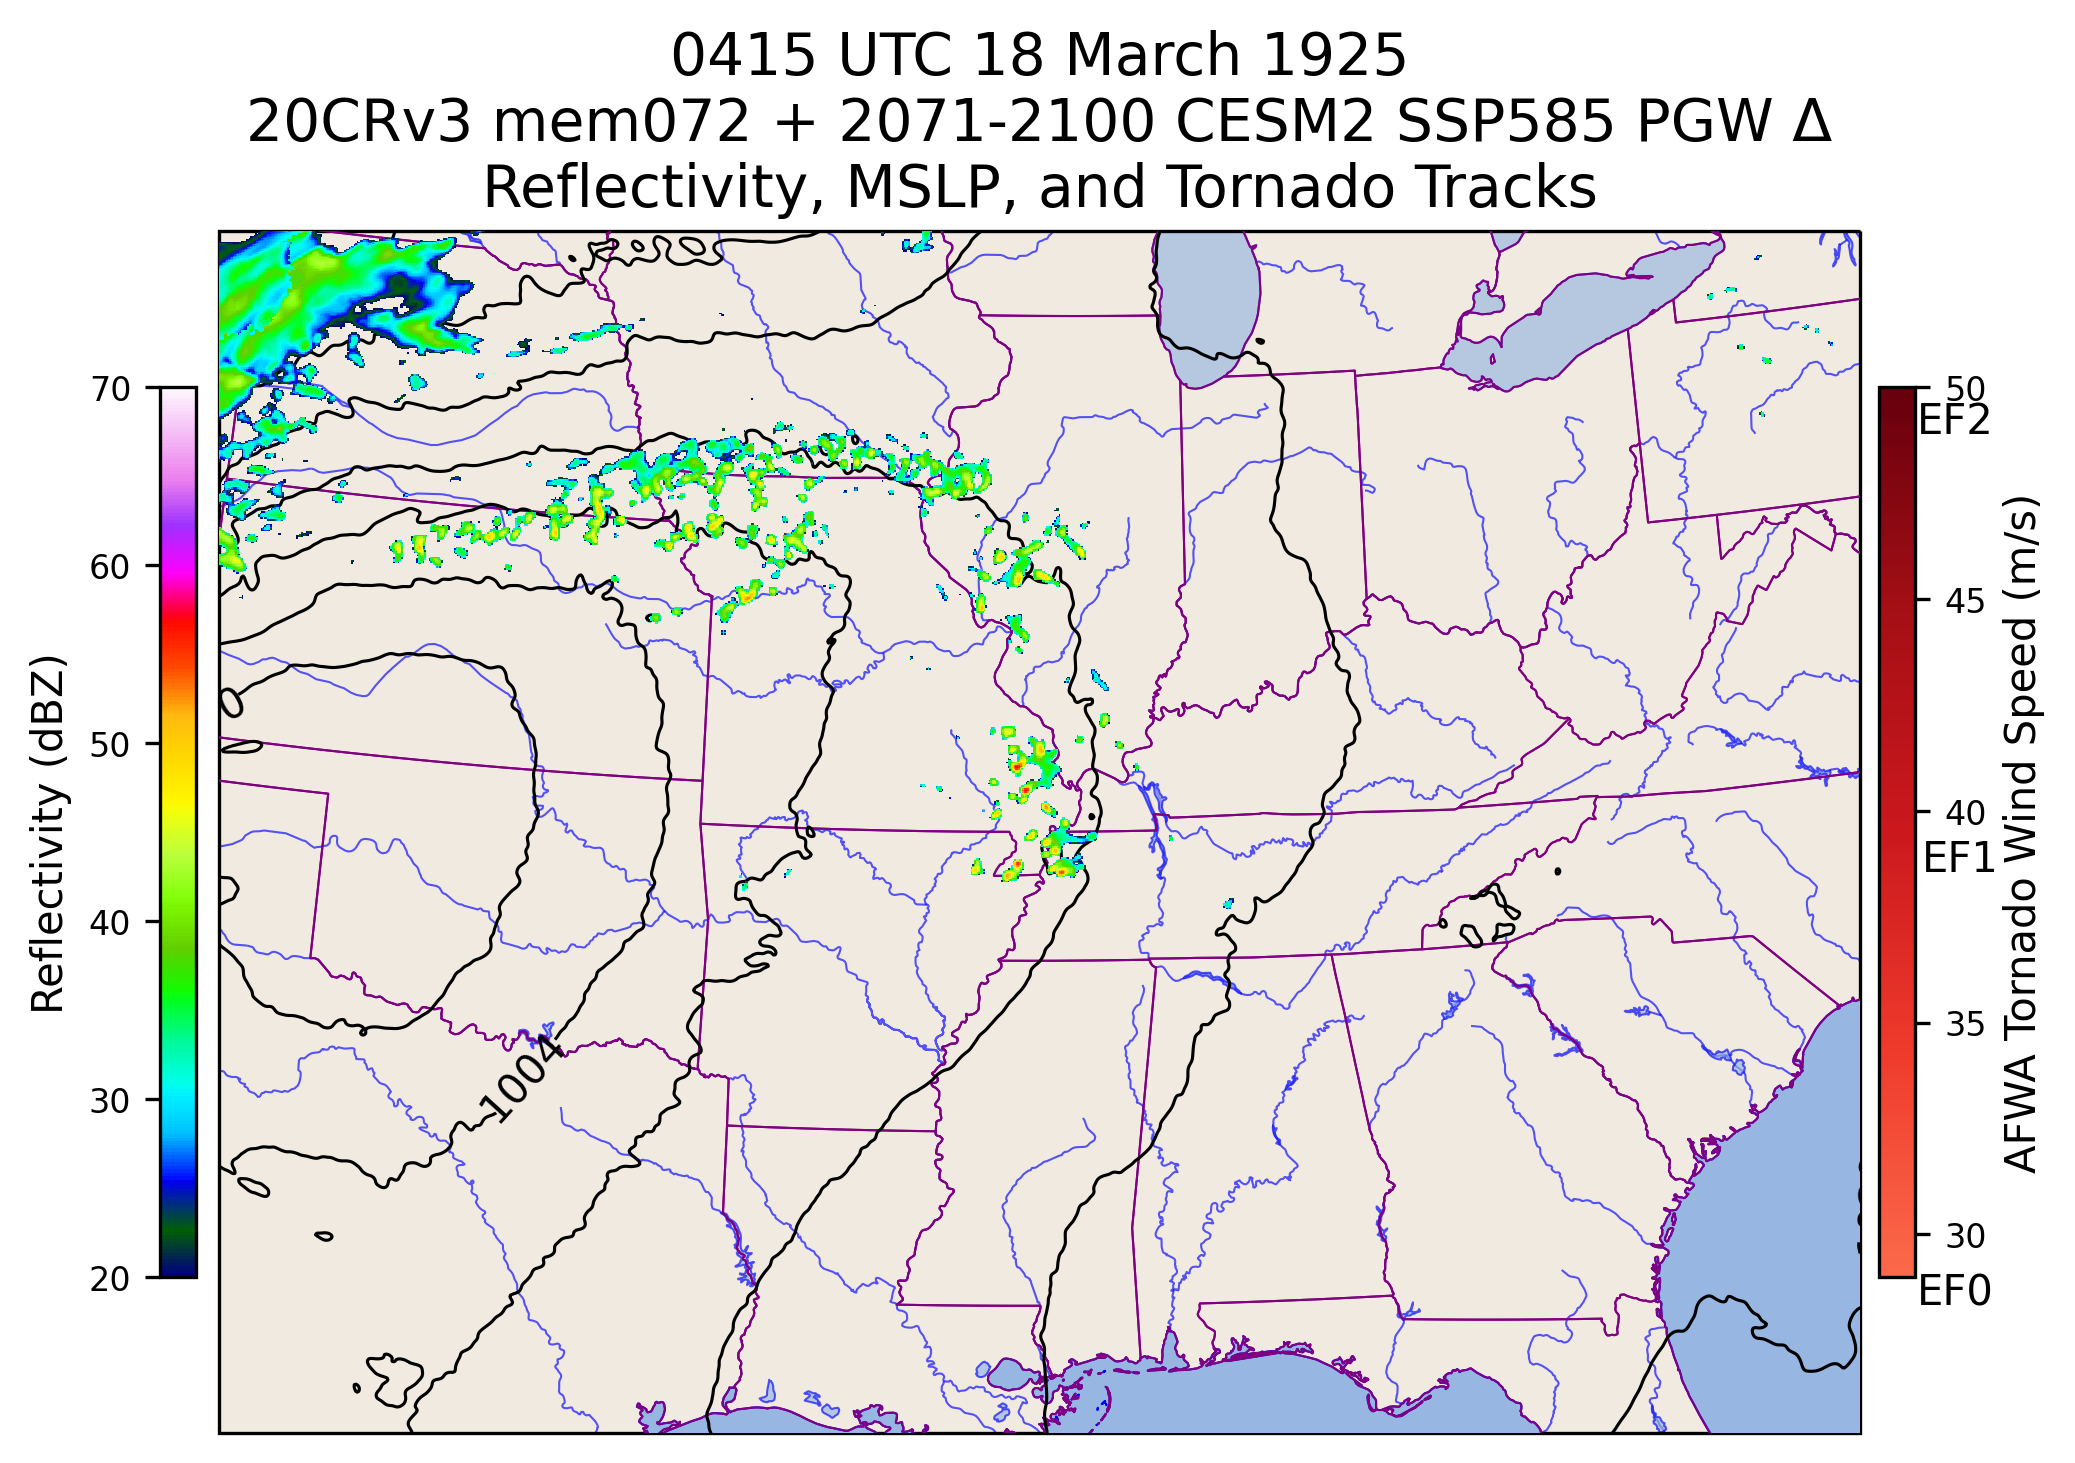 0415 UTC 18 March 1925
20CRv3 mem072 + 2071-2100 CESM2 SSP585 PGW Δ
Reflectivity, MSLP, and Tornado Tracks
70
60
50
40
30
20
Reflectivity (dBZ)
0
1004
50
EF2
45
40
EF1
35
30
EF0
AFWA Tornado Wind Speed (m/s)